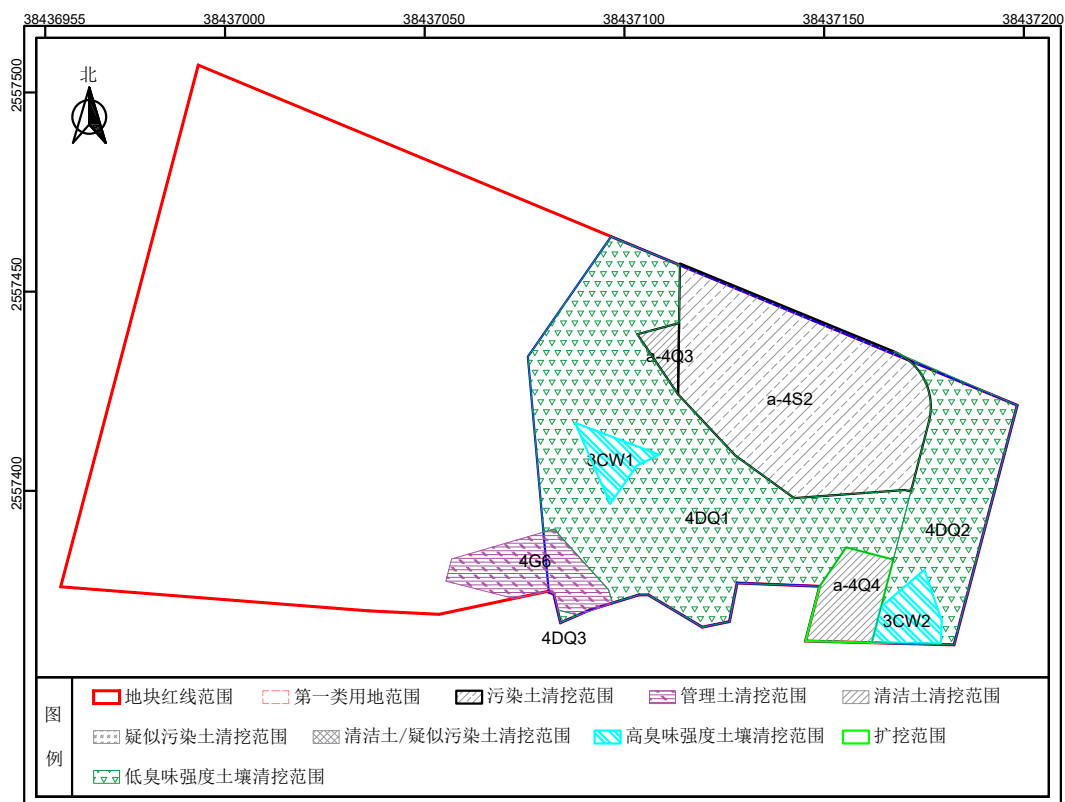 38436955 38437000 38437050 38437100 38437150 38437200
2557500
2557450
2557400
北
a-4Q3
a-4S2
3CW1
4DQ1
4DQ2
4G6
a-4Q4
3CW2
4DQ3
图例
地块红线范围 第一类用地范围 污染土清挖范围 管理土清挖范围 清洁土清挖范围
疑似污染土清挖范围 清洁土/疑似污染土清挖范围 高臭味强度土壤清挖范围 扩挖范围
低臭味强度土壤清挖范围